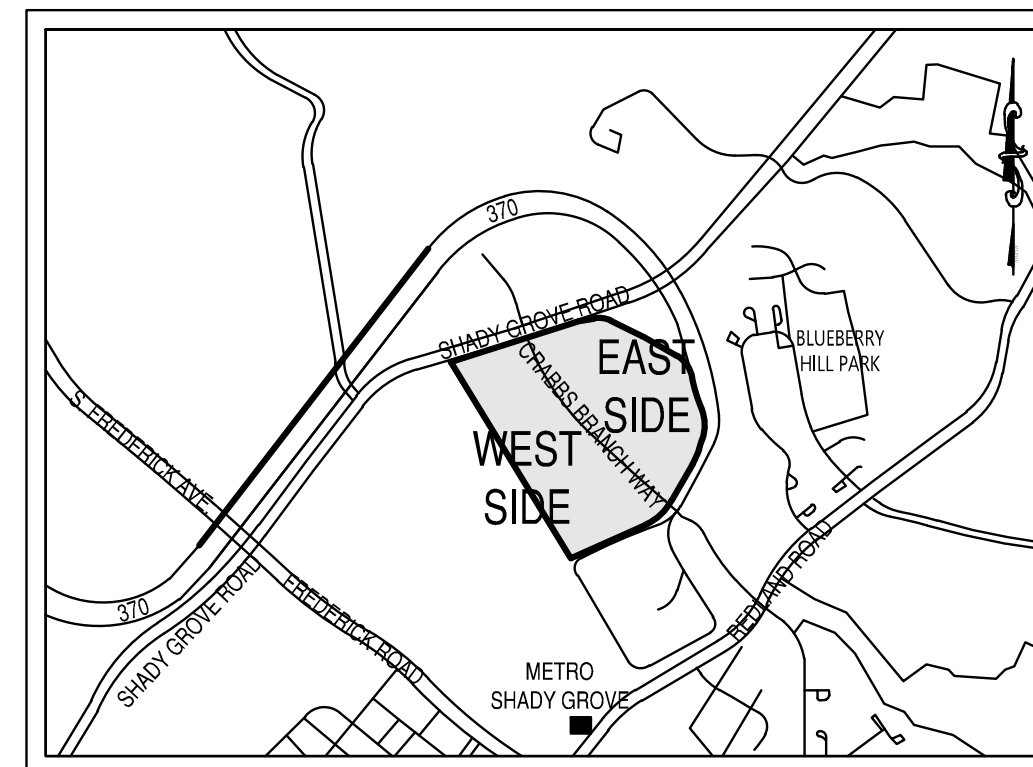 370
SHADY GROVE ROAD
CRABBS BRANCH WAY
EAST
SIDE
BLUEBERRY
HILL PARK
WEST
SIDE
S. FREDERICK AVE.
370
SHADY GROVE ROAD
FREDERICK ROAD
REDLAND ROAD
METRO
SHADY GROVE